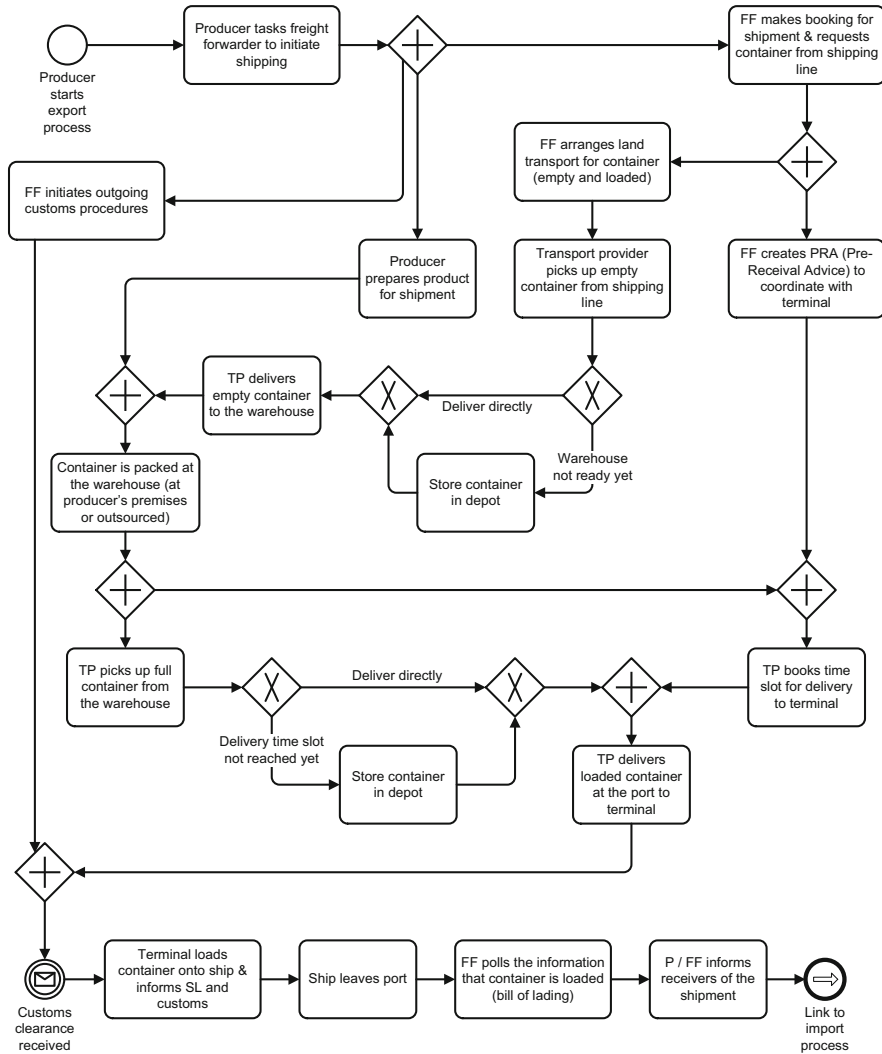 Producer
starts
export
process
Producer tasks freight
forwarder to initiate
shipping
FF makes booking for
shipment & requests
container from shipping
line
FF arranges land
transport for container
(empty and loaded)
FF initiates outgoing
customs procedures
Producer
prepares product
for shipment
Transport provider
picks up empty
container from shipping
line
FF creates PRA (Pre-
Receival Advice) to
coordinate with
terminal
TP delivers
empty container
to the warehouse
X
Deliver directly
X
Warehouse
not ready yet
Store container
in depot
Container is packed at
the warehouse (at
producer's premises
or outsourced)
TP picks up full
container from
the warehouse
X
Deliver directly
X
TP books time
slot for delivery
to terminal
Delivery time slot
not reached yet
Store container
in depot
TP delivers
loaded container
at the port to
terminal
Customs
clearance
received
Terminal loads
container onto ship &
informs SL and
customs
Ship leaves port
FF polls the information
that container is loaded
(bill of lading)
P / FF informs
receivers of the
shipment
Link to
import
process